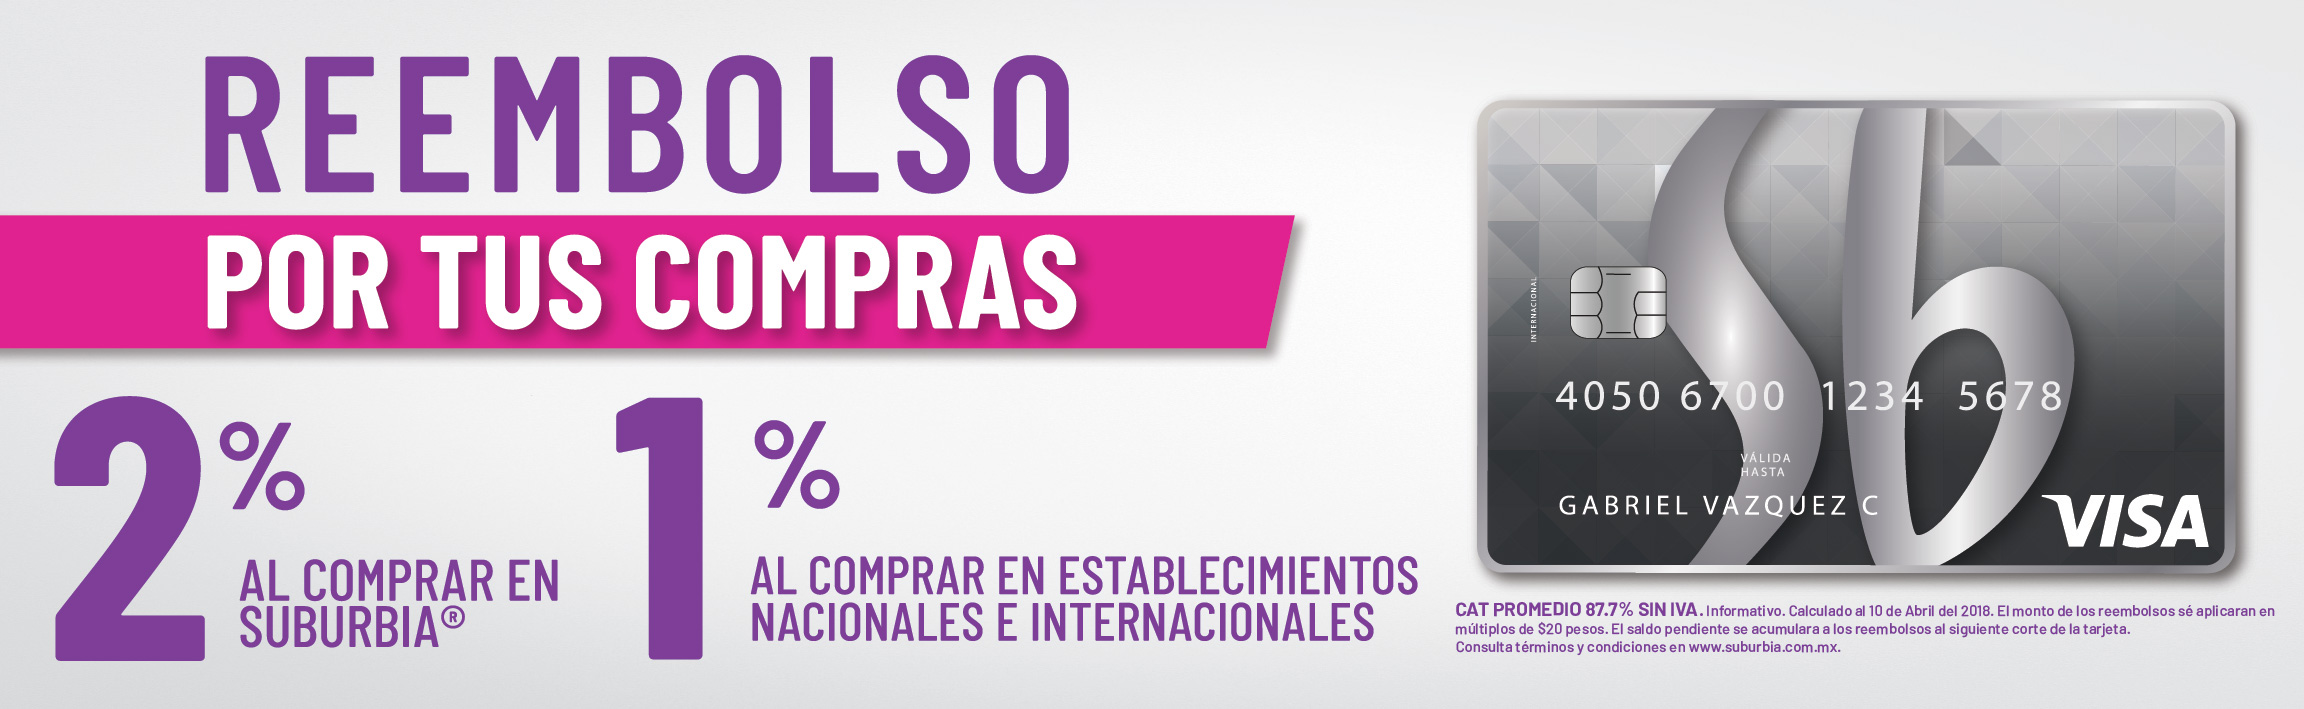 REEMBOLSO
POR TUS COMPRAS
2%
AL COMPRAR EN
SUBURBIA®
1%
AL COMPRAR EN ESTABLECIMIENTOS
NACIONALES E INTERNACIONALES
INTERNACIONAL
4050 6700 1234 5678
VÁLIDA
HASTA
GABRIEL VAZQUEZ C
VISA
CAT PROMEDIO 87.7% SIN IVA. Informativo. Calculado al 10 de Abril del 2018. El monto de los reembolsos sé aplicaran en
múltiplos de $20 pesos. El saldo pendiente se acumulara a los reembolsos al siguiente corte de la tarjeta.
Consulta términos y condiciones en www.suburbia.com.mx.